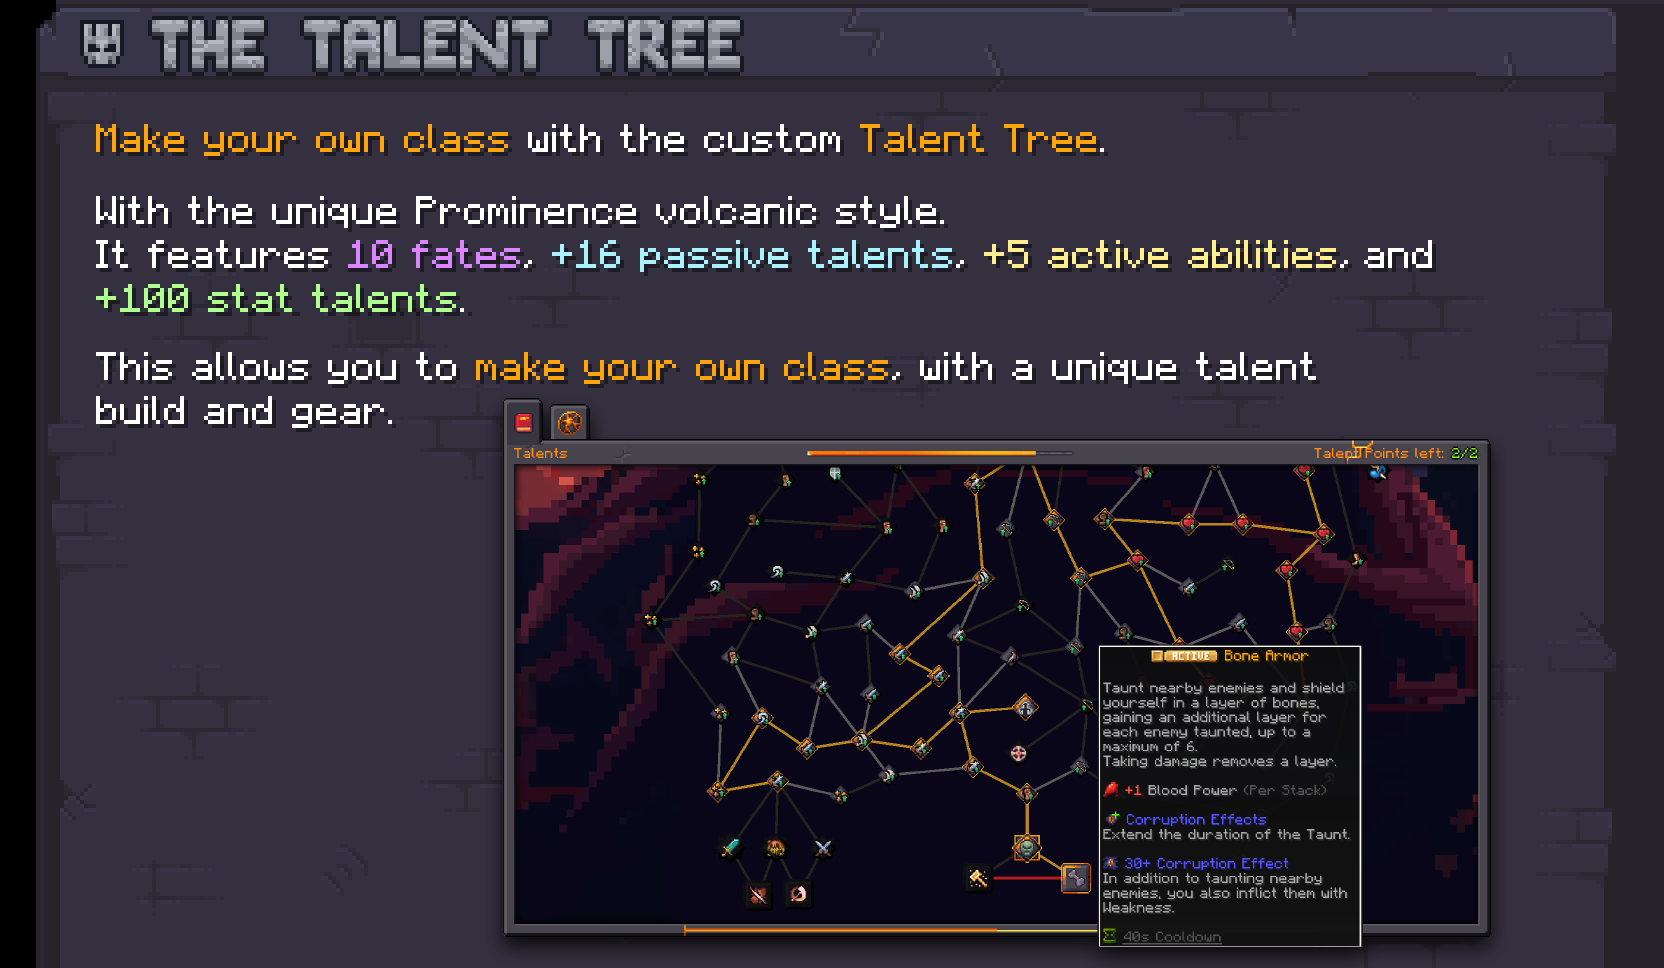 THE TALENT TREE
Make your own class with the custom Talent Tree.
With the unique Prominence volcanic style.
It features 10 fates, +16 passive talents, +5 active abilities, and
+100 stat talents.
This allows you to make your own class, with a unique talent
build and gear.
Talents
Talent Points left: 2/2
ACTIVE Bone Armor
Taunt nearby enemies and shield
yourself in a layer of bones,
gaining an additional layer for
each enemy taunted, up to a
maximum of 6.
Taking damage removes a layer.
+1 Blood Power (Per Stack)
Corruption Effects
Extend the duration of the Taunt.
30+ Corruption Effect
In addition to taunting nearby
enemies, you also inflict them with
Weakness.
40s Cooldown